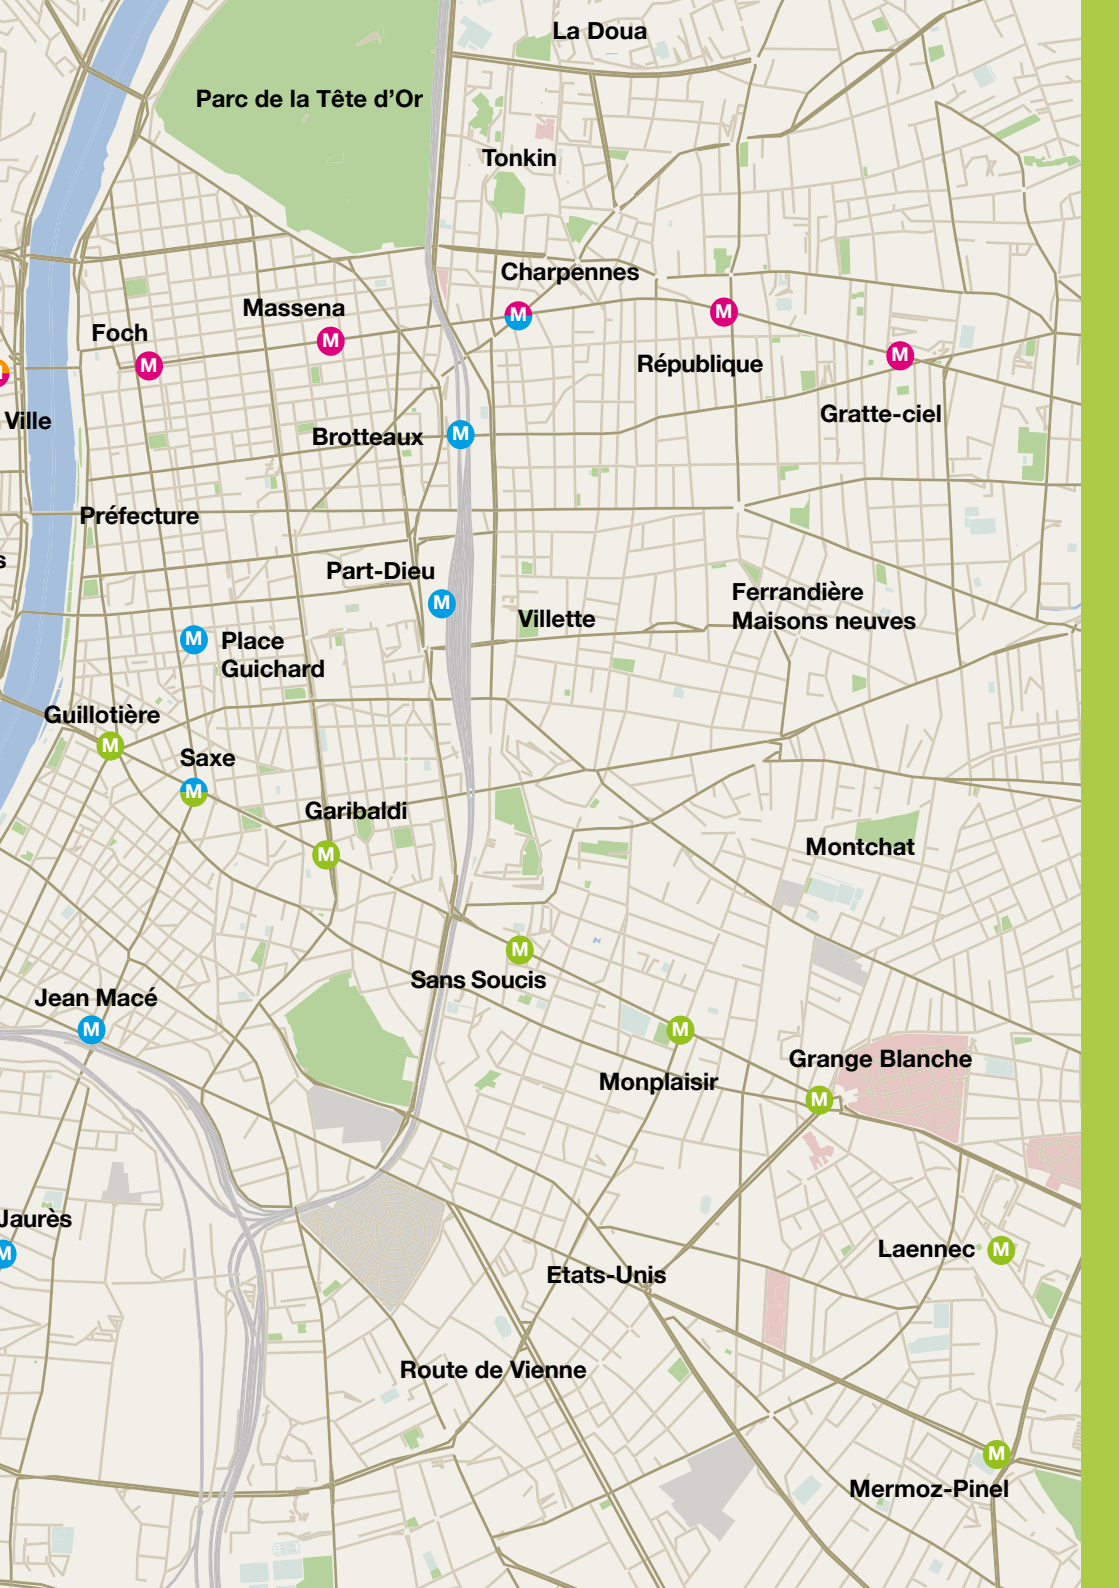 La Doua
Parc de la Tête d’Or
Tonkin
Charpennes
Massena
M
M
Foch
M
M
République
M
M
Gratte-ciel
Ville
Brotteaux
M
Préfecture
s
Part-Dieu
M
Ferrandière
Maisons neuves
Villette
M
Place
Guichard
Guillotière
M
Saxe
M
Garibaldi
M
Montchat
M
Sans Soucis
Jean Macé
M
M
Grange Blanche
Monplaisir
M
Jaurès
M
Laennec
M
Etats-Unis
Route de Vienne
M
Mermoz-Pinel